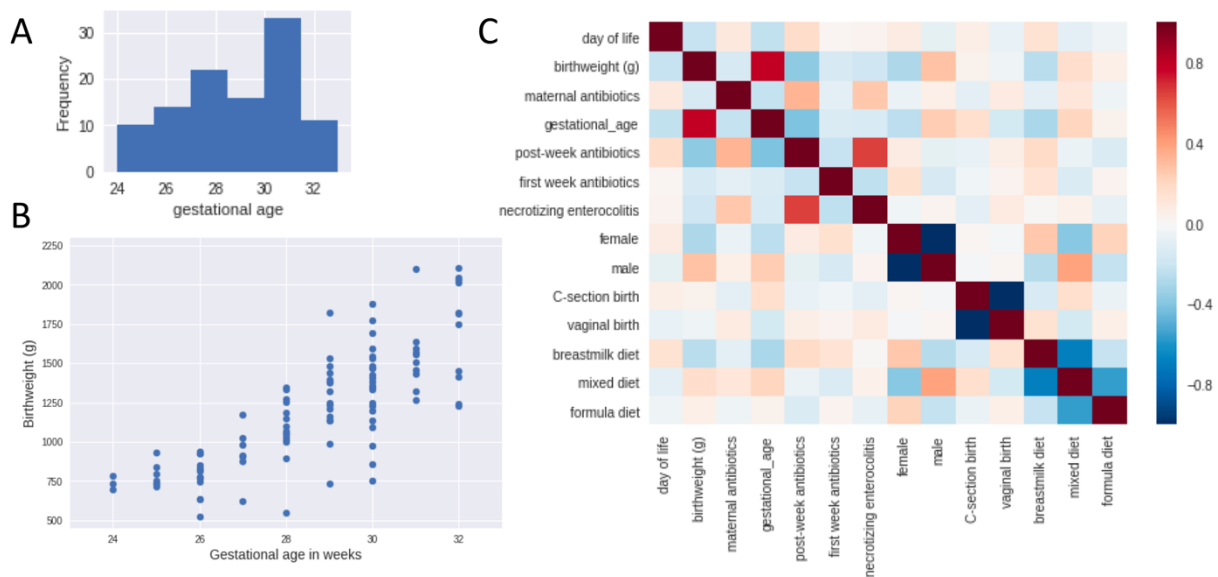 A
30
20
10
0
Frequency
24 26 28 30 32
gestational age
B
2250
2000
1750
1500
1250
1000
750
500
Birthweight (g)
24 26 28 30 32
Gestational age in weeks
C
day of life
birthweight (g)
maternal antibiotics
gestational_age
post-week antibiotics
first week antibiotics
necrotizing enterocolitis
female
male
C-section birth
vaginal birth
breastmilk diet
mixed diet
formula diet
day of life
birthweight (g)
maternal antibiotics
gestational_age
post-week antibiotics
first week antibiotics
necrotizing enterocolitis
female
male
C-section birth
vaginal birth
breastmilk diet
mixed diet
formula diet
0.8
0.4
0.0
−0.4
−0.8